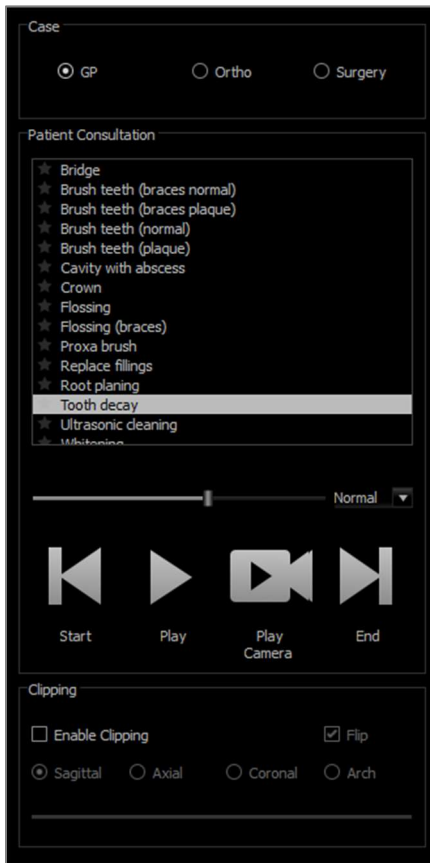 Case
GP Ortho Surgery
Patient Consultation
Bridge
Brush teeth (braces normal)
Brush teeth (braces plaque)
Brush teeth (normal)
Brush teeth (plaque)
Cavity with abscess
Crown
Flossing
Flossing (braces)
Proxa brush
Replace fillings
Root planing
Tooth decay
Ultrasonic cleaning
Whitening
Normal
Start Play Play Camera End
Clipping
Enable Clipping Flip
Sagittal Axial Coronal Arch